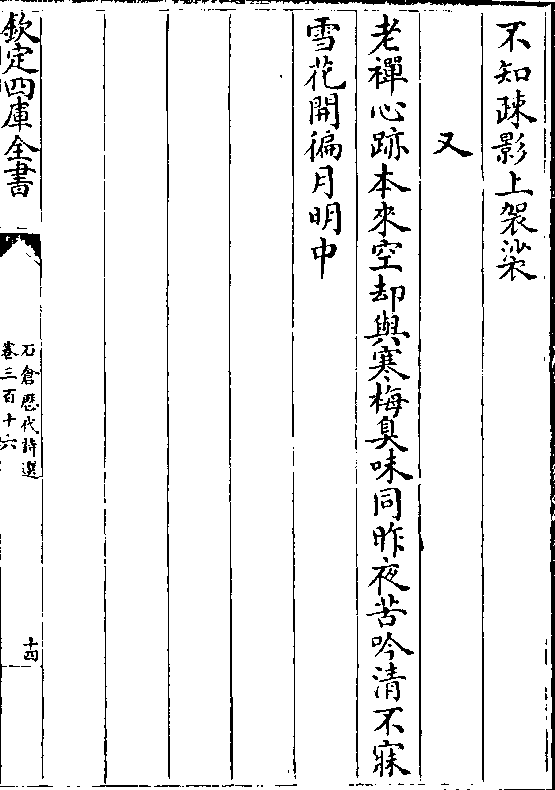 不知疎影上袈裟
又
老禪心跡本來空却與寒梅臭味同昨夜苦吟清不寐
雪花開徧月明中
欽定四庫全書
石倉歴代詩選
卷三百十六
十四